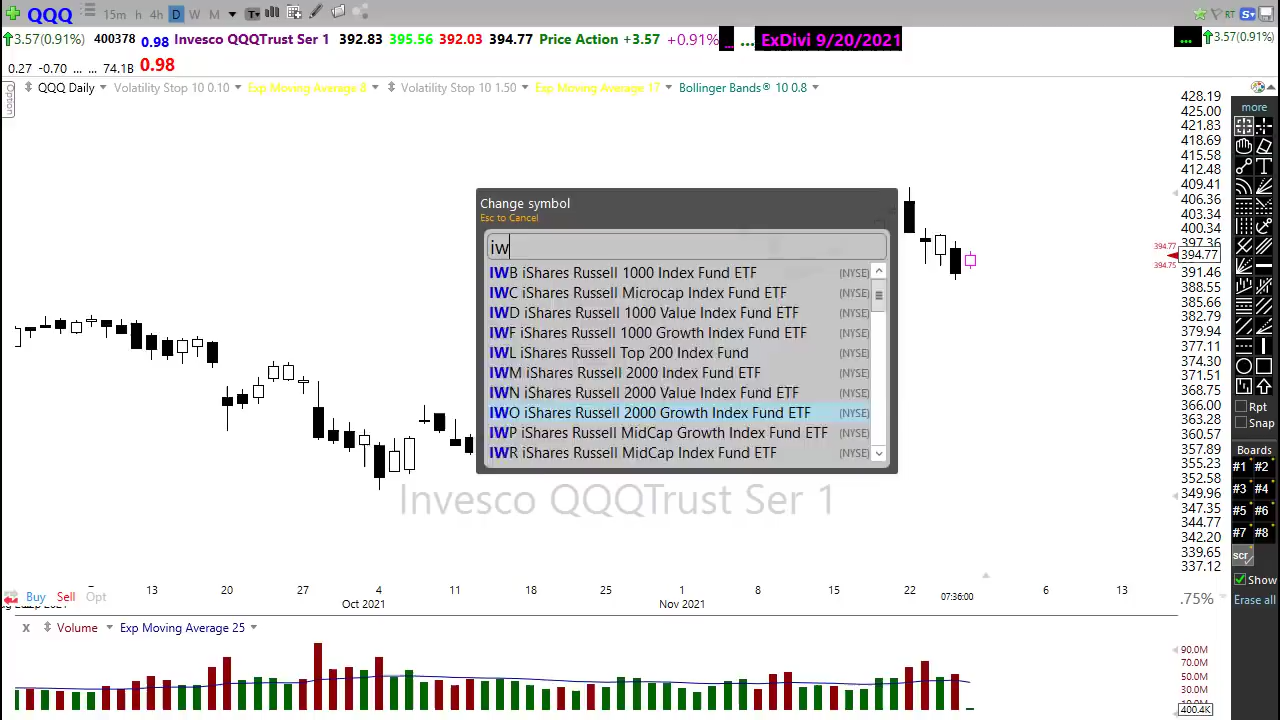 QQQ 15m h 4h D W M T RT S
3.57(0.91%) 400378 0.98 Invesco QQQTrust Ser 1 392.83 395.56 392.03 394.77 Price Action +3.57 +0.91% ... ... ExDivi 9/20/2021 ... 3.57(0.91%)
0.27 -0.70 ... ... 74.1B 0.98
Option QQQ Daily Volatility Stop 10 0.10 Exp Moving Average 8 Volatility Stop 10 1.50 Exp Moving Average 17 Bollinger Bands® 10 0.8
428.19
425.00
421.83
418.69
415.58
412.48
409.41
406.36
403.34
400.34
397.36
394.77 394.77
394.75
391.46
388.55
385.66
382.79
379.94
377.11
374.30
371.51
368.75
366.00
363.28
360.57
357.89
355.23
352.58
349.96
347.35
344.77
342.20
339.65
337.12
more
Rpt
Snap
Boards
#1 #2
#3 #4
#5 #6
#7 #8
scr
Show
Erase all
Change symbol
Esc to Cancel
iw
IWB iShares Russell 1000 Index Fund ETF (NYSE)
IWC iShares Russell Microcap Index Fund ETF (NYSE)
IWD iShares Russell 1000 Value Index Fund ETF (NYSE)
IWF iShares Russell 1000 Growth Index Fund ETF (NYSE)
IWL iShares Russell Top 200 Index Fund (NYSE)
IWM iShares Russell 2000 Index Fund ETF (NYSE)
IWN iShares Russell 2000 Value Index Fund ETF (NYSE)
IWO iShares Russell 2000 Growth Index Fund ETF (NYSE)
IWP iShares Russell MidCap Growth Index Fund ETF (NYSE)
IWR iShares Russell MidCap Index Fund ETF (NYSE)
Invesco QQQTrust Ser 1
13 20 27 4 11 18 25 1 8 15 22 07:36:00 6 13
Buy Sell Opt .75%
Oct 2021 Nov 2021
x Volume Exp Moving Average 25
90.0M
70.0M
50.0M
30.0M
400.4K